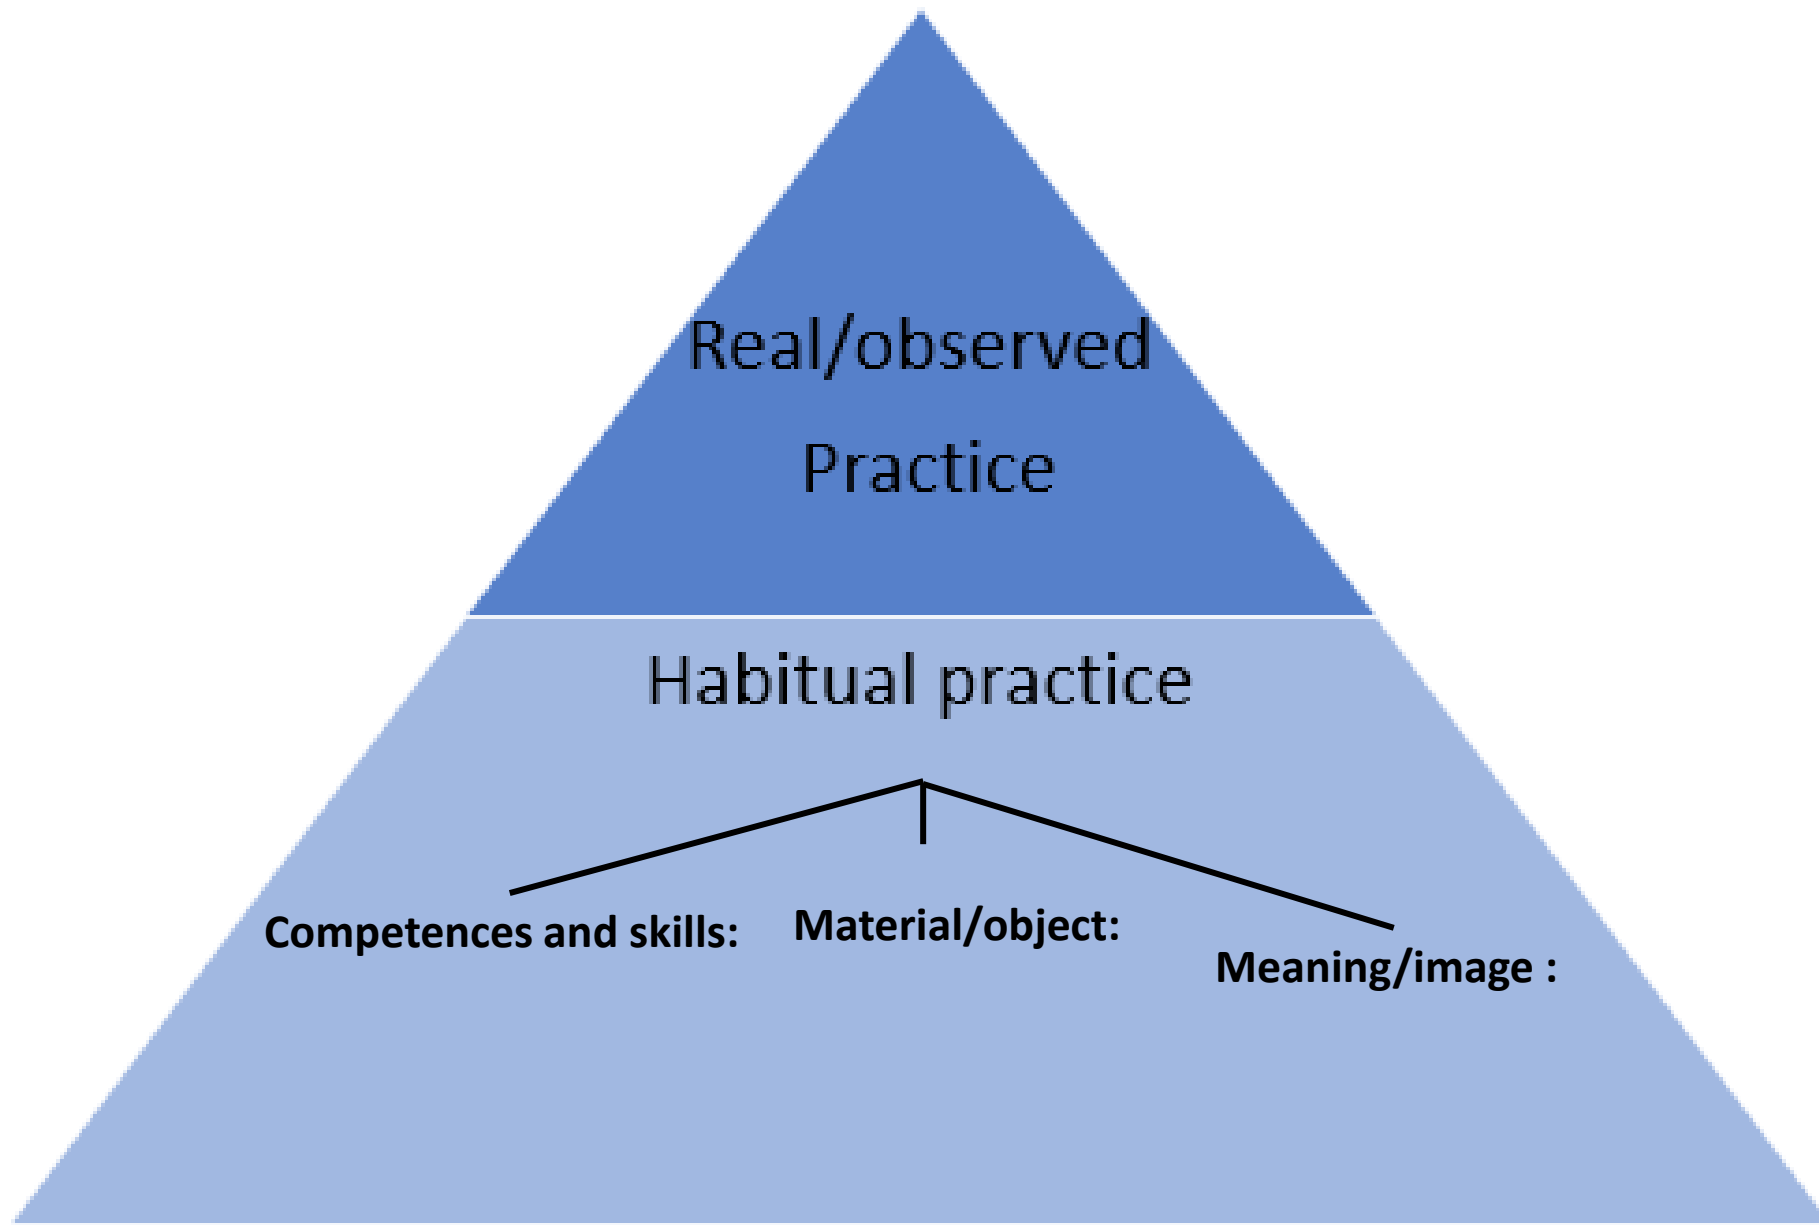 Real/observed
Practice
Habitual practice
Competences and skills:
Material/object:
Meaning/image :